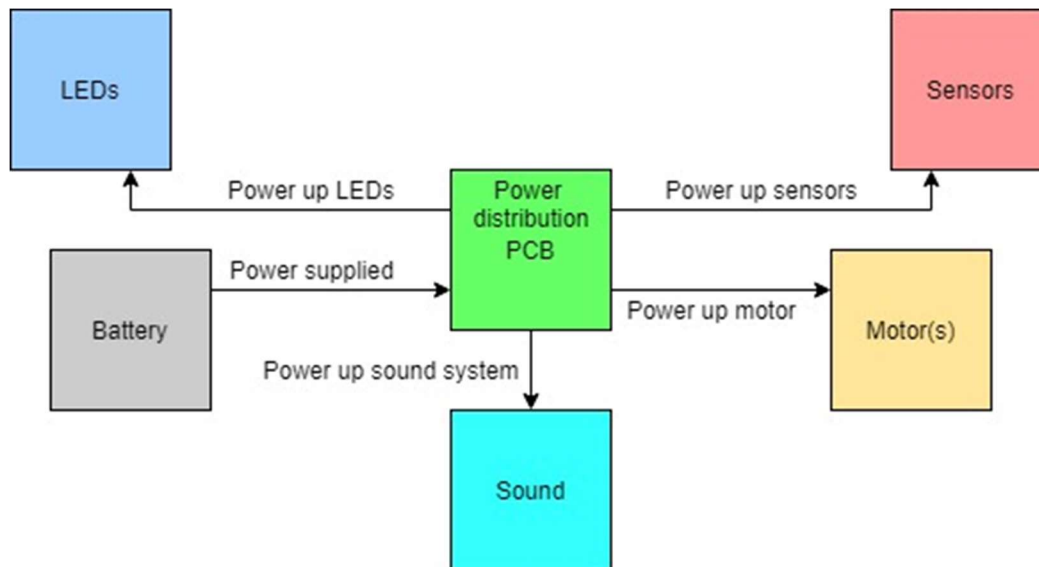 LEDs
Sensors
Power up LEDs
Power
distribution
PCB
Power up sensors
Power supplied
Battery
Power up motor
Motor(s)
Power up sound system
Sound